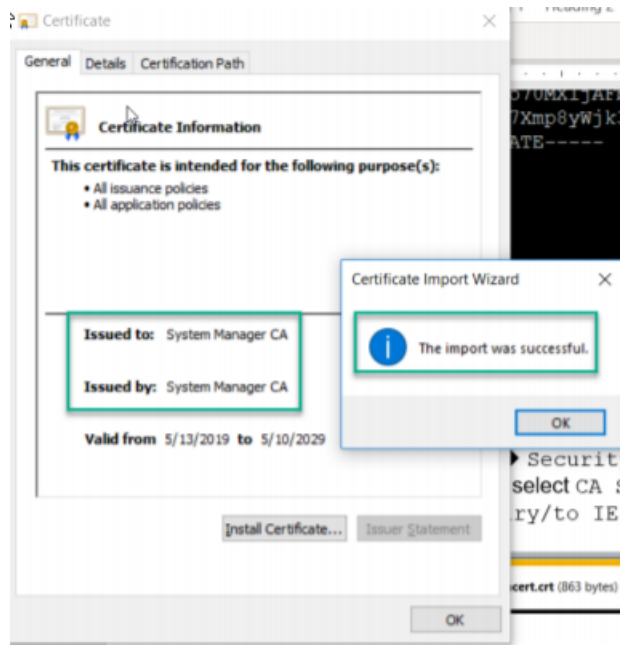 Certificate
General Details Certification Path
Certificate Information
This certificate is intended for the following purpose(s):
• All issuance policies
• All application policies
Issued to: System Manager CA
Issued by: System Manager CA
Valid from 5/13/2019 to 5/10/2029
Install Certificate... Issuer Statement
OK
Certificate Import Wizard
The import was successful.
OK
Heading 2
7Xmp8yWjk
ATE-----
Securit
select CA S
ry/to IE
cert.crt (863 bytes)